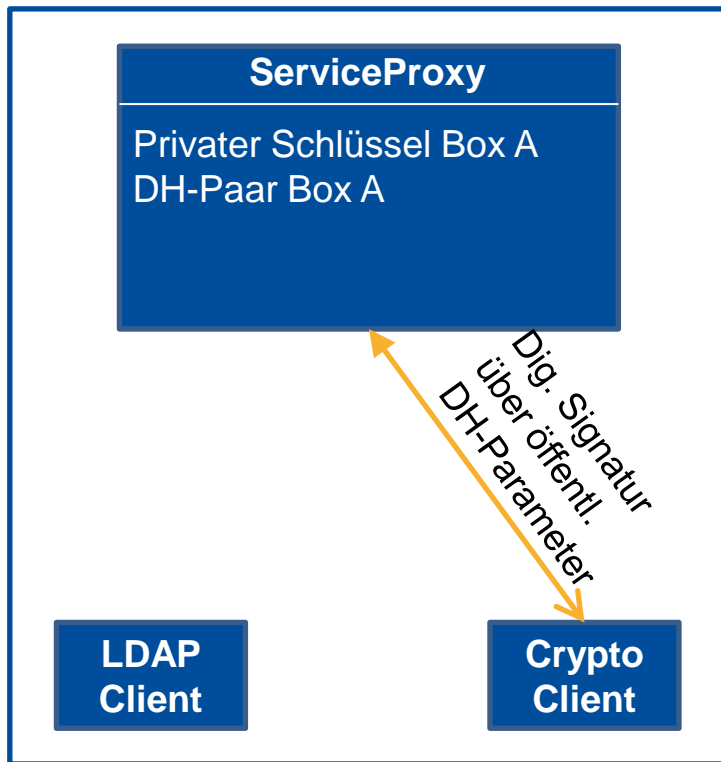 ServiceProxy
Privater Schlüssel Box A
DH-Paar Box A
Dig. Signatur
über öffentl.
DH-Parameter
LDAP
Client
Crypto
Client